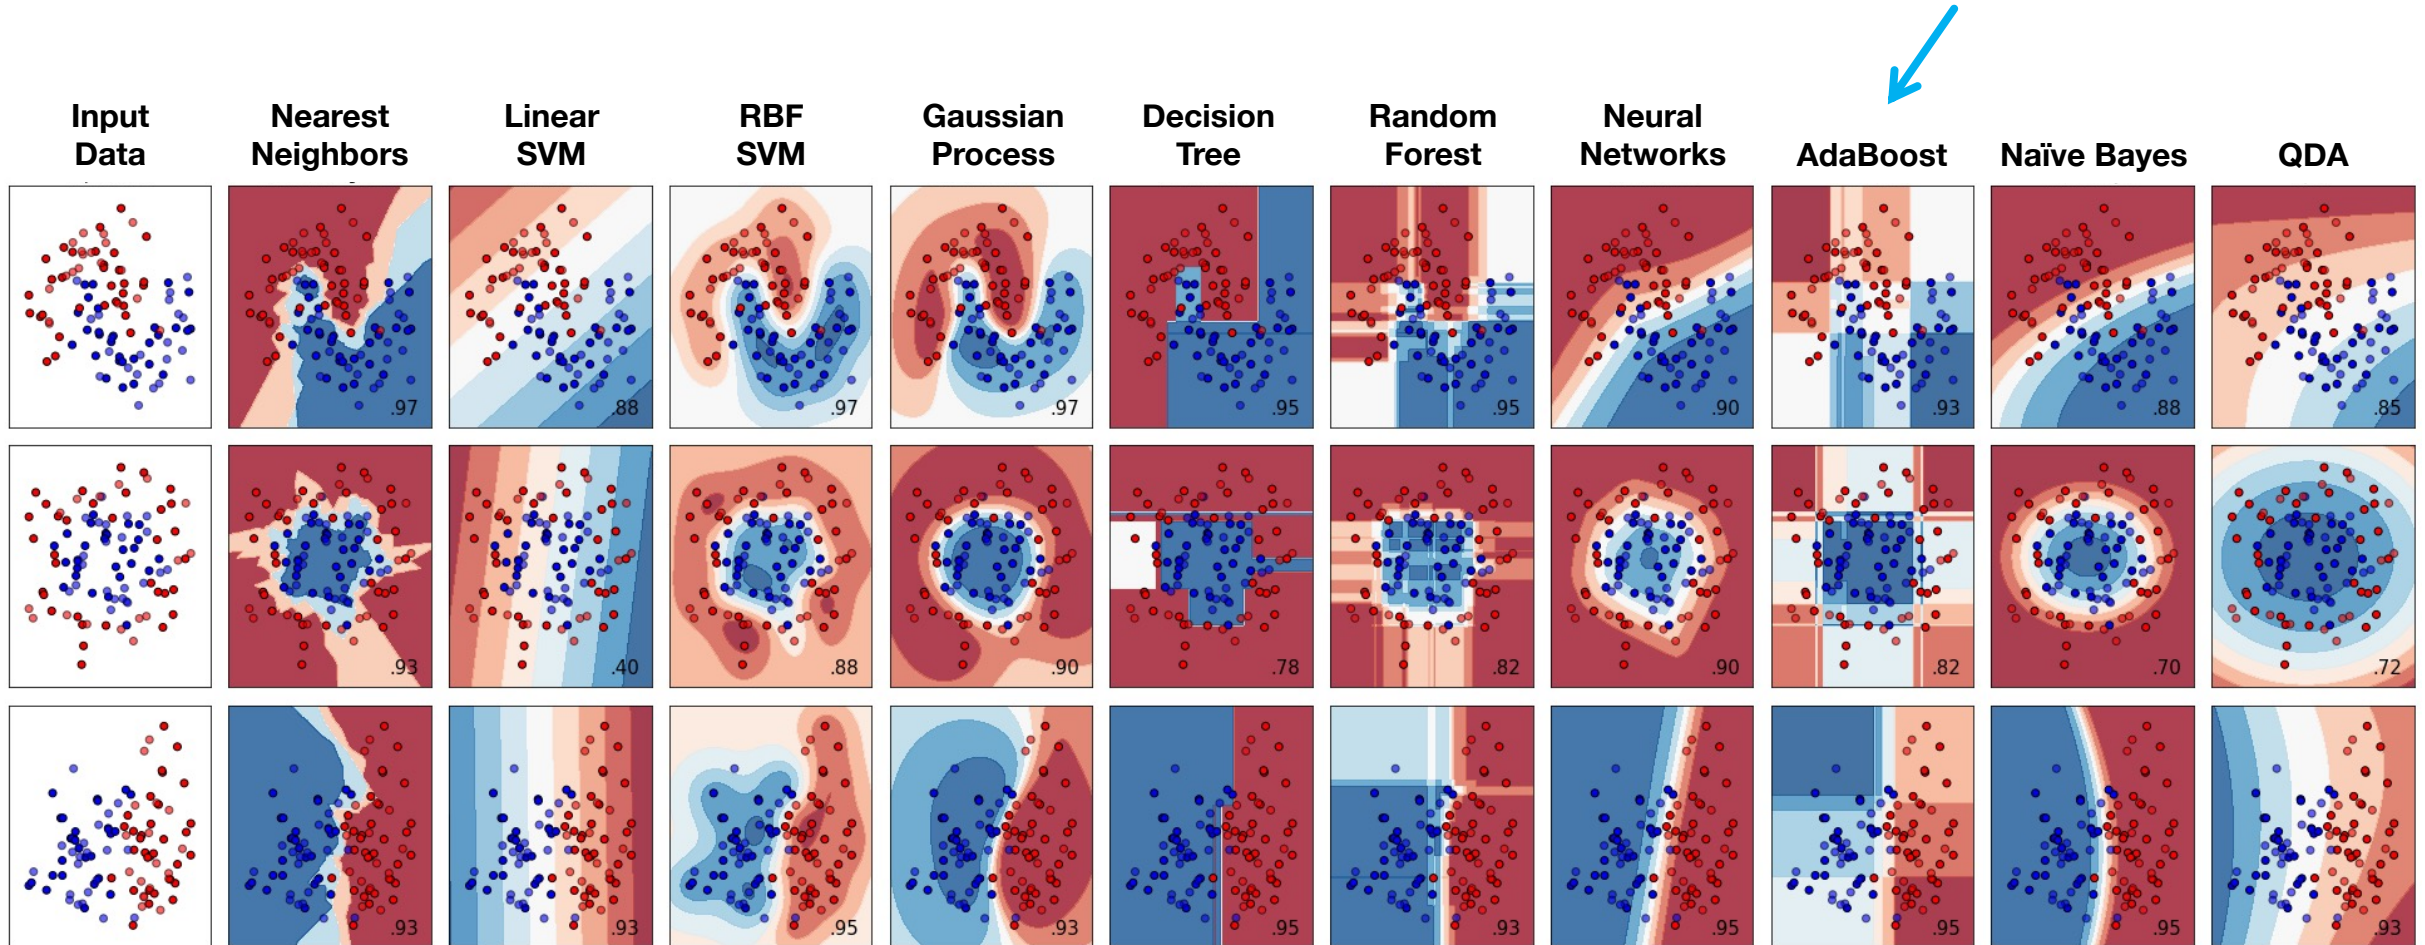 Input
Data
Nearest
Neighbors
Linear
SVM
RBF
SVM
Gaussian
Process
Decision
Tree
Random
Forest
Neural
Networks
AdaBoost
Naïve Bayes
QDA
.97
.88
.97
.97
.95
.95
.90
.93
.88
.85
.93
.40
.88
.90
.78
.82
.90
.82
.70
.72
.93
.93
.95
.93
.95
.93
.95
.95
.95
.93